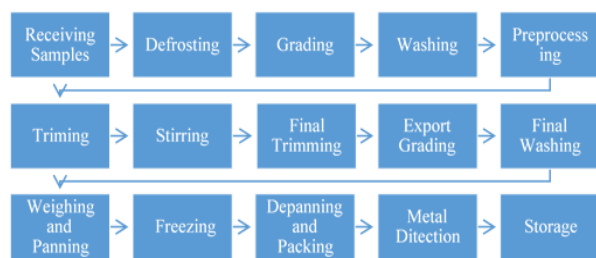 Receiving
Samples
Defrosting
Grading
Washing
Preprocess
ing
Triming
Stirring
Final
Trimming
Export
Grading
Final
Washing
Weighing
and
Panning
Freezing
Depanning
and
Packing
Metal
Ditection
Storage